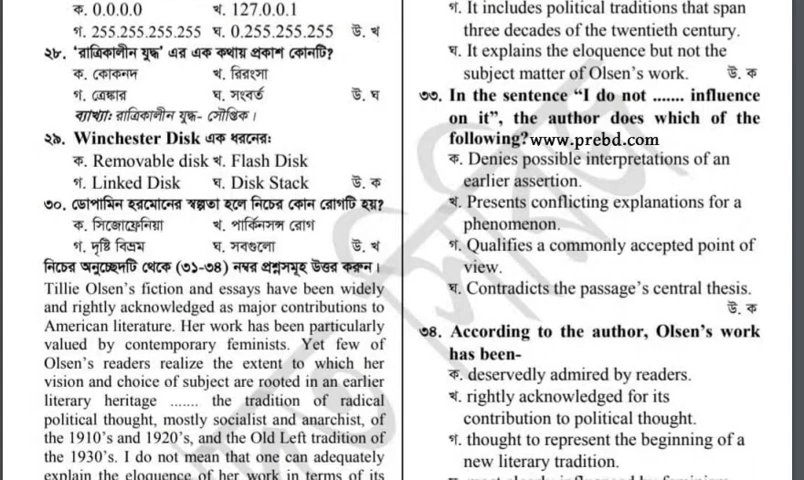 ক. 0.0.0.0 খ. 127.0.0.1
গ. 255.255.255.255 ঘ. 0.255.255.255 উ. খ
২৮. ‘রাত্রিকালীন যুদ্ধ’ এর এক কথায় প্রকাশ কোনটি?
ক. কোকনদ খ. রিরংসা
গ. ত্রেঙ্কার ঘ. সংবর্ত উ. ঘ
ব্যাখ্যা: রাত্রিকালীন যুদ্ধ- সৌপ্তিক।
২৯. Winchester Disk এক ধরনের:
ক. Removable disk খ. Flash Disk
গ. Linked Disk ঘ. Disk Stack উ. ক
৩০. ডোপামিন হরমোনের স্বল্পতা হলে নিচের কোন রোগটি হয়?
ক. সিজোফ্রেনিয়া খ. পার্কিনসন্স রোগ
গ. দৃষ্টি বিভ্রম ঘ. সবগুলো উ. খ
নিচের অনুচ্ছেদটি থেকে (৩১-৩৪) নম্বর প্রশ্নসমূহ উত্তর করুন।
Tillie Olsen’s fiction and essays have been widely
and rightly acknowledged as major contributions to
American literature. Her work has been particularly
valued by contemporary feminists. Yet few of
Olsen’s readers realize the extent to which her
vision and choice of subject are rooted in an earlier
literary heritage ....... the tradition of radical
political thought, mostly socialist and anarchist, of
the 1910’s and 1920’s, and the Old Left tradition of
the 1930’s. I do not mean that one can adequately
explain the eloquence of her work in terms of its
গ. It includes political traditions that span
three decades of the twentieth century.
ঘ. It explains the eloquence but not the
subject matter of Olsen’s work. উ. ক
৩৩. In the sentence “I do not ....... influence
on it”, the author does which of the
following? www.prebd.com
ক. Denies possible interpretations of an
earlier assertion.
খ. Presents conflicting explanations for a
phenomenon.
গ. Qualifies a commonly accepted point of
view.
ঘ. Contradicts the passage’s central thesis.
উ. ক
৩৪. According to the author, Olsen’s work
has been-
ক. deservedly admired by readers.
খ. rightly acknowledged for its
contribution to political thought.
গ. thought to represent the beginning of a
new literary tradition.
ঘ. most clearly influenced by feminism